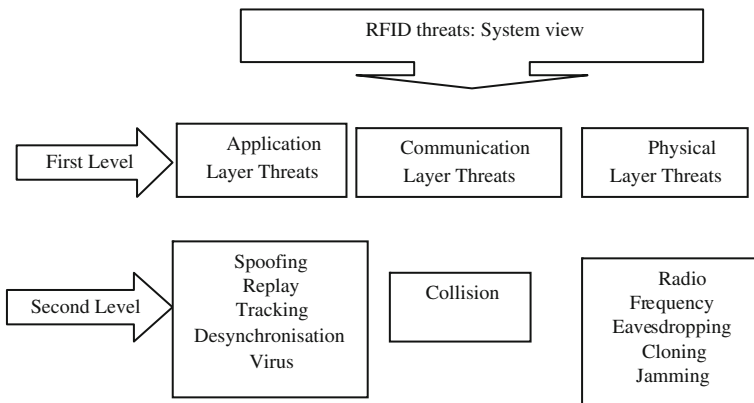 RFID threats: System view
First Level
Application
Layer Threats
Communication
Layer Threats
Physical
Layer Threats
Second Level
Spoofing
Replay
Tracking
Desynchronisation
Virus
Collision
Radio
Frequency
Eavesdropping
Cloning
Jamming